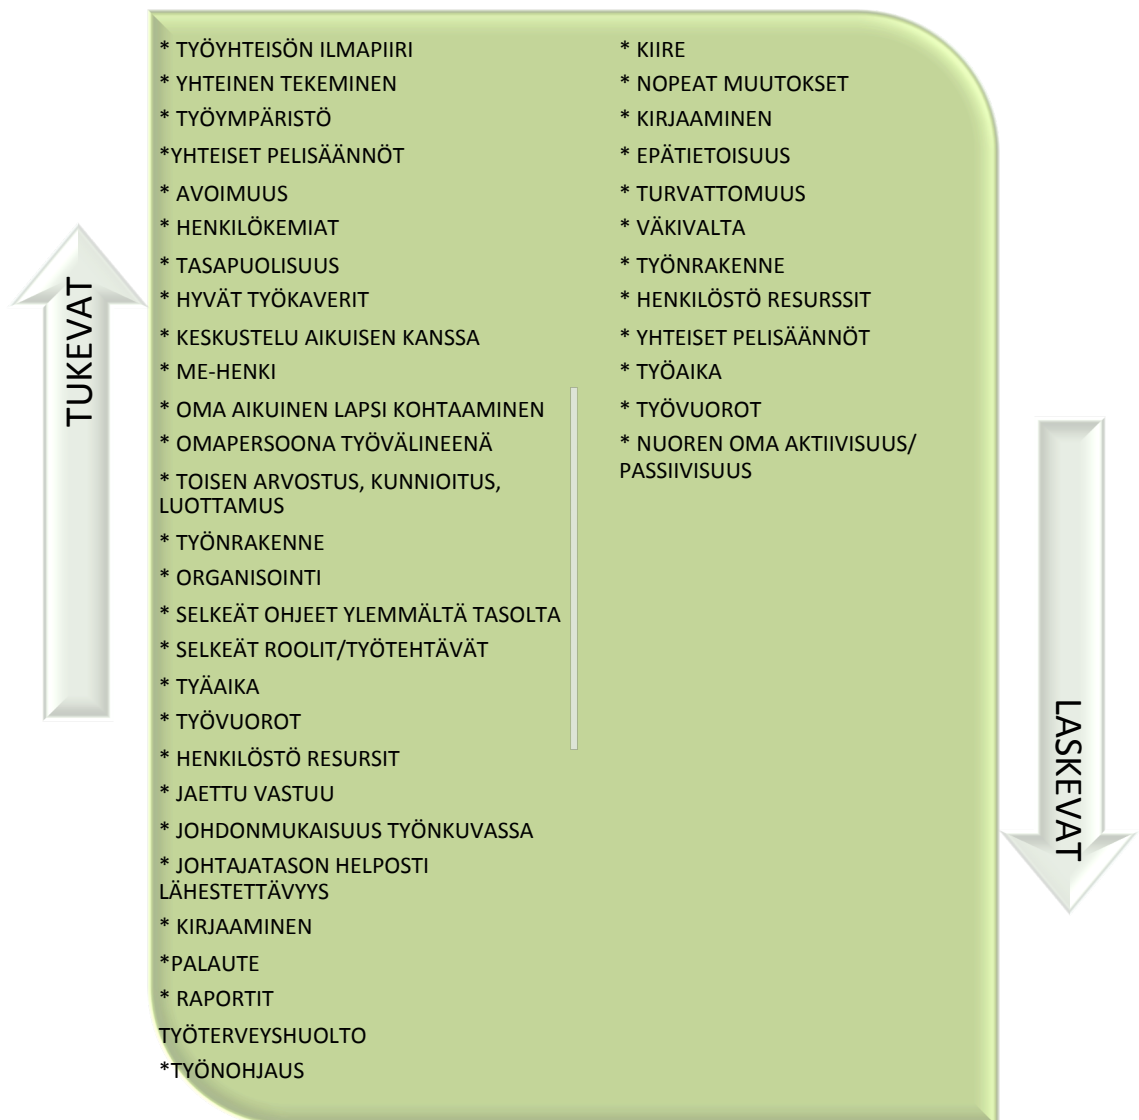 TUKEVAT
* TYÖYHTEISÖN ILMAPIIRI
* YHTEINEN TEKEMINEN
* TYÖYMPÄRISTÖ
*YHTEISET PELISÄÄNNÖT
* AVOIMUUS
* HENKILÖKEMIAT
* TASAPUOLISUUS
* HYVÄT TYÖKAVERIT
* KESKUSTELU AIKUISEN KANSSA
* ME-HENKI
* OMA AIKUINEN LAPSI KOHTAAMINEN
* OMAPERSOONA TYÖVÄLINEENÄ
* TOISEN ARVOSTUS, KUNNIOITUS,
LUOTTAMUS
* TYÖNRAKENNE
* ORGANISOINTI
* SELKEÄT OHJEET YLEMMÄLTÄ TASOLTA
* SELKEÄT ROOLIT/TYÖTEHTÄVÄT
* TYÄAIKA
* TYÖVUOROT
* HENKILÖSTÖ RESURSIT
* JAETTU VASTUU
* JOHDONMUKAISUUS TYÖNKUVASSA
* JOHTAJATASON HELPOSTI
LÄHESTETTÄVYYS
* KIRJAAMINEN
*PALAUTE
* RAPORTIT
TYÖTERVEYSHUOLTO
*TYÖNOHJAUS
* KIIRE
* NOPEAT MUUTOKSET
* KIRJAAMINEN
* EPÄTIETOISUUS
* TURVATTOMUUS
* VÄKIVALTA
* TYÖNRAKENNE
* HENKILÖSTÖ RESURSSIT
* YHTEISET PELISÄÄNNÖT
* TYÖAIKA
* TYÖVUOROT
* NUOREN OMA AKTIIVISUUS/
PASSIIVISUUS
LASKEVAT